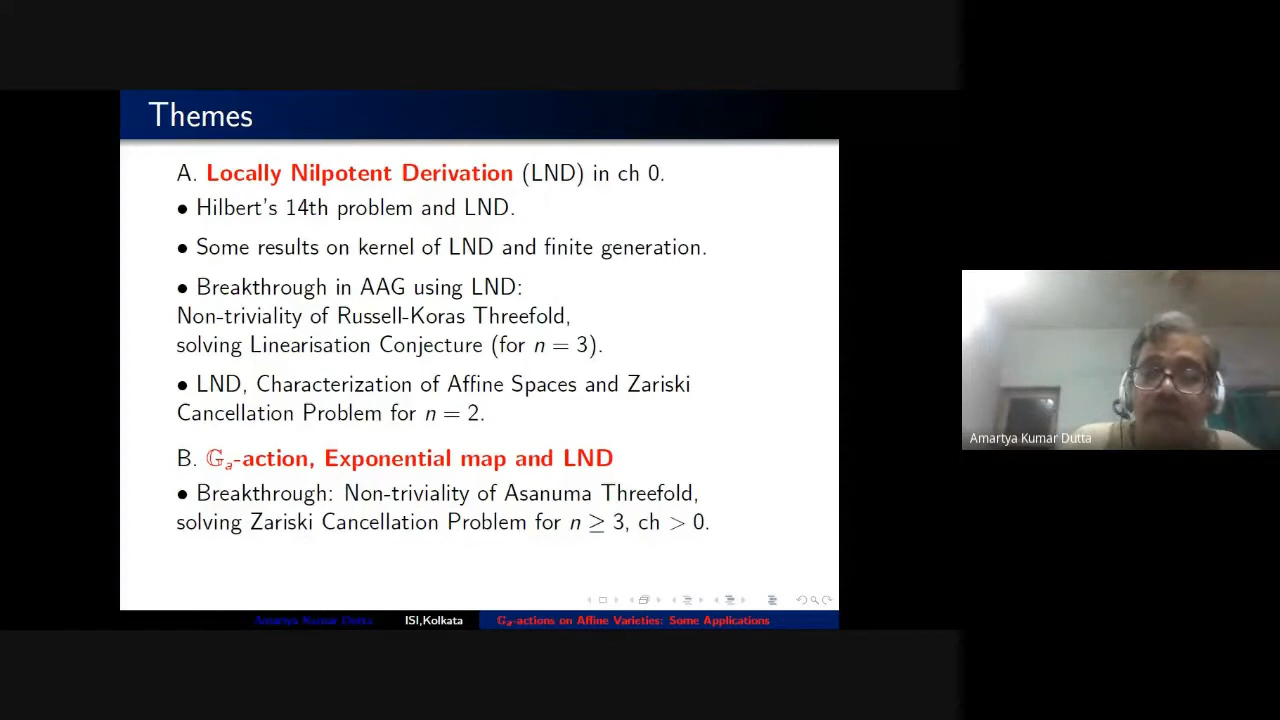 Themes
A. Locally Nilpotent Derivation (LND) in ch 0.
• Hilbert's 14th problem and LND.
• Some results on kernel of LND and finite generation.
• Breakthrough in AAG using LND:
Non-triviality of Russell-Koras Threefold,
solving Linearisation Conjecture (for n = 3).
• LND, Characterization of Affine Spaces and Zariski
Cancellation Problem for n = 2.
B. 𝔾ₐ-action, Exponential map and LND
• Breakthrough: Non-triviality of Asanuma Threefold,
solving Zariski Cancellation Problem for n ≥ 3, ch > 0.
Amartya Kumar Dutta
ISI,Kolkata
𝔾ₐ-actions on Affine Varieties: Some Applications
Amartya Kumar Dutta